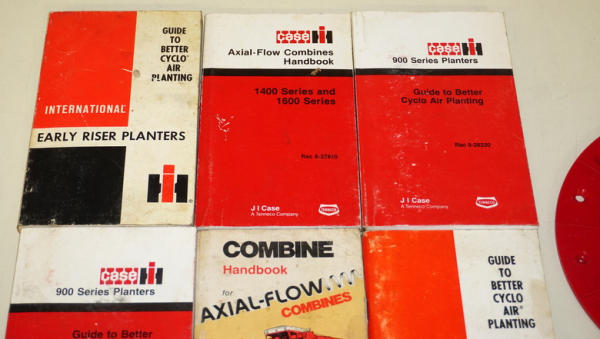 GUIDE
TO
BETTER
CYCLO®
AIR
PLANTING
INTERNATIONAL®
EARLY RISER PLANTERS
IH
case IH
Axial-Flow Combines
Handbook
1400 Series and
1600 Series
J I Case
A Tenneco Company
TENNECO
case IH
900 Series Planters
Guide to Better
Cyclo Air Planting
J I Case
A Tenneco Company
TENNECO
case IH
900 Series Planters
Guide to Better
COMBINE
Handbook
for
AXIAL-FLOW
COMBINES
GUIDE
TO
BETTER
CYCLO
AIR®
PLANTING